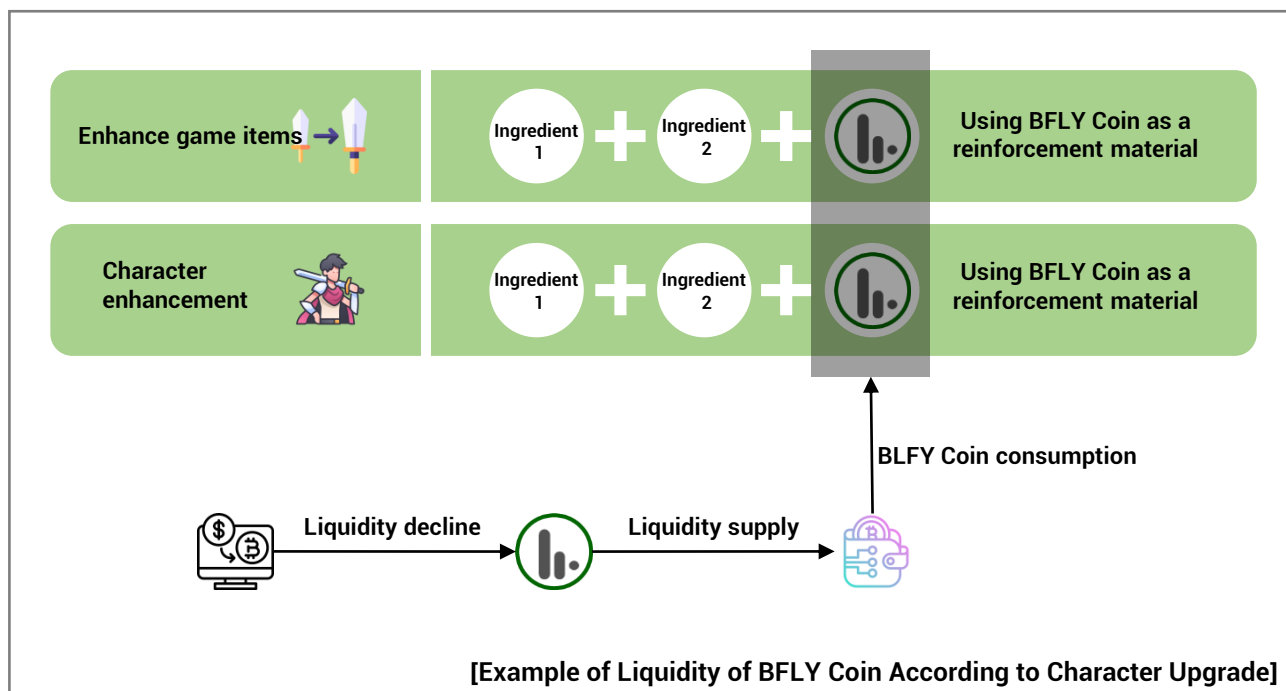 Enhance game items
Ingredient
1
Ingredient
2
Using BFLY Coin as a
reinforcement material
Character
enhancement
Ingredient
1
Ingredient
2
Using BFLY Coin as a
reinforcement material
BLFY Coin consumption
Liquidity decline
Liquidity supply
[Example of Liquidity of BFLY Coin According to Character Upgrade]